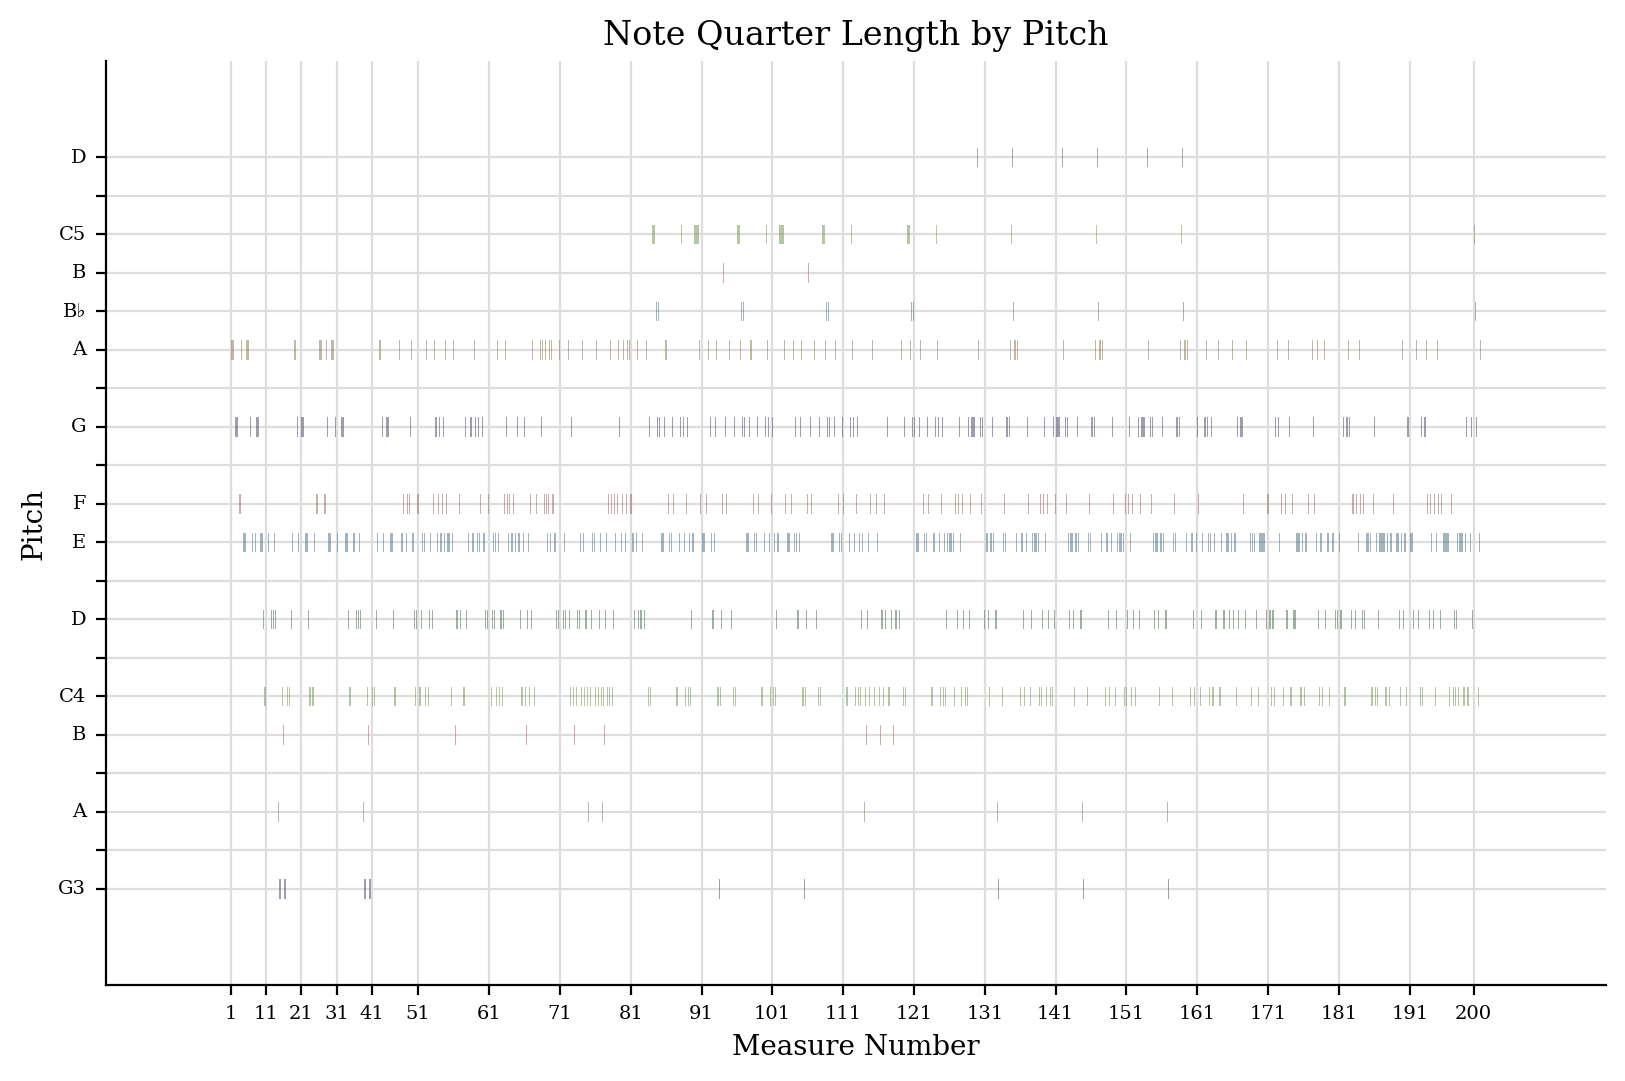 Note Quarter Length by Pitch
D
C5
B
B♭
A
G
F
E
D
C4
B
A
G3
Pitch
1 11 21 31 41 51 61 71 81 91 101 111 121 131 141 151 161 171 181 191 200
Measure Number